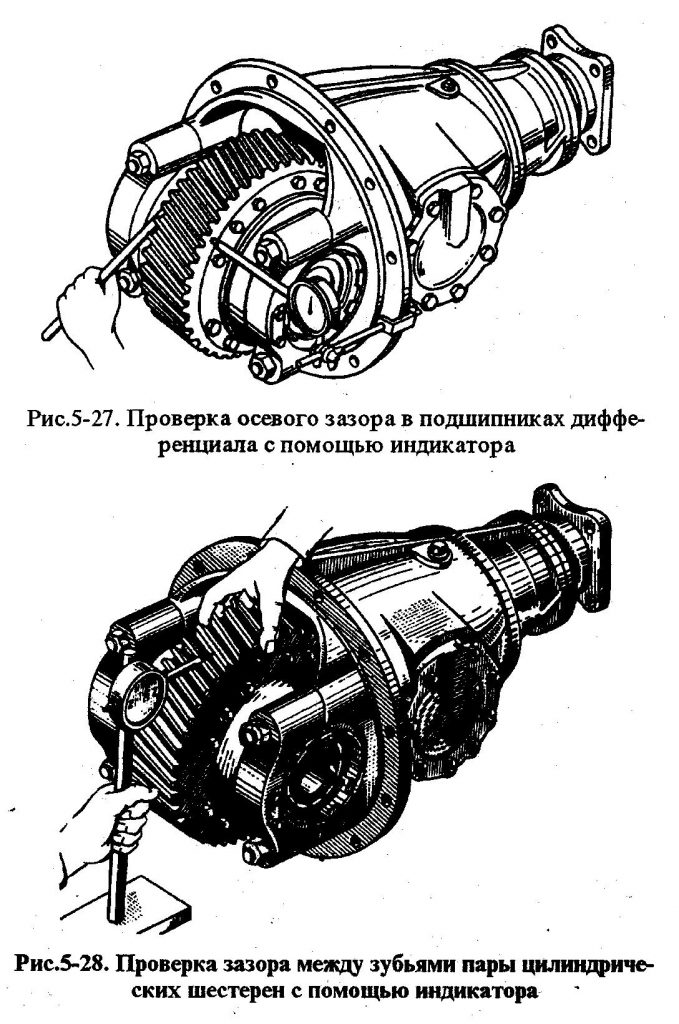 Рис.5-27. Проверка осевого зазора в подшипниках диффе-
ренциала с помощью индикатора
Рис.5-28. Проверка зазора между зубьями пары цилиндриче-
ских шестерен с помощью индикатора